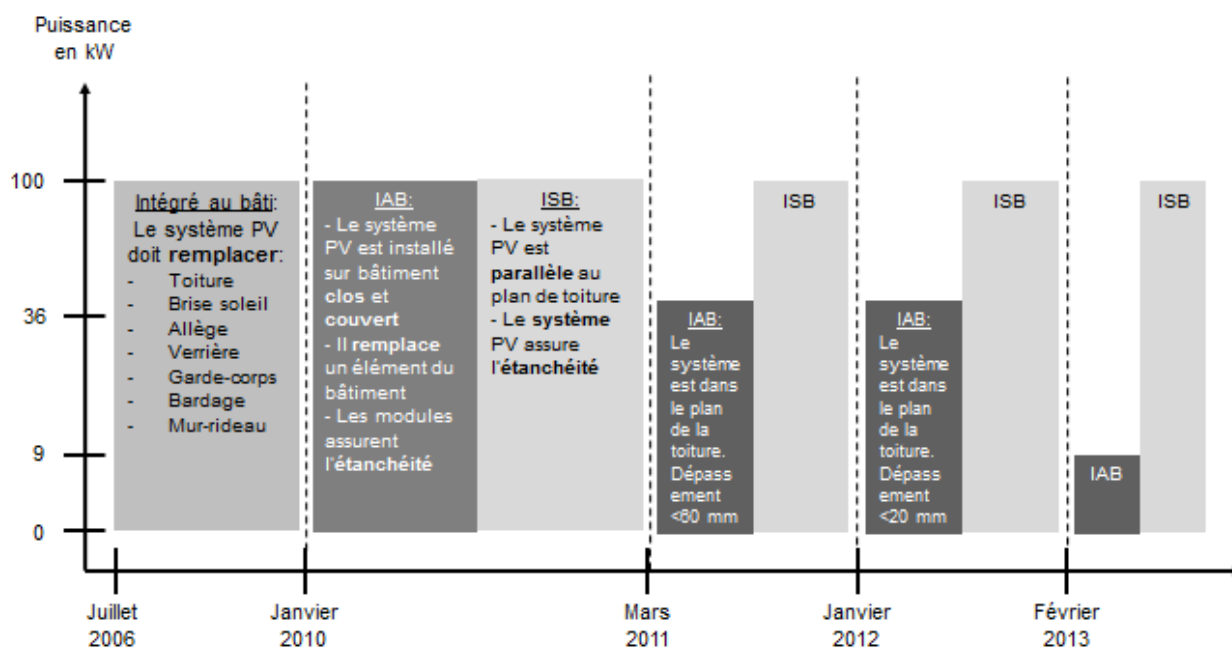 Puissance
en kW
100
36
9
0
Intégré au bâti:
Le système PV
doit remplacer:
- Toiture
- Brise soleil
- Allège
- Verrière
- Garde-corps
- Bardage
- Mur-rideau
IAB:
- Le système
PV est installé
sur bâtiment
clos et
couvert
- Il remplace
un élément du
bâtiment
- Les modules
assurent
l'étanchéité
ISB:
- Le système
PV est
parallèle au
plan de toiture
- Le système
PV assure
l'étanchéité
IAB:
Le
système
est dans
le plan
de la
toiture.
Dépass
ement
<60 mm
ISB
IAB:
Le
système
est dans
le plan
de la
toiture.
Dépass
ement
<20 mm
ISB
IAB
ISB
Juillet
2006
Janvier
2010
Mars
2011
Janvier
2012
Février
2013